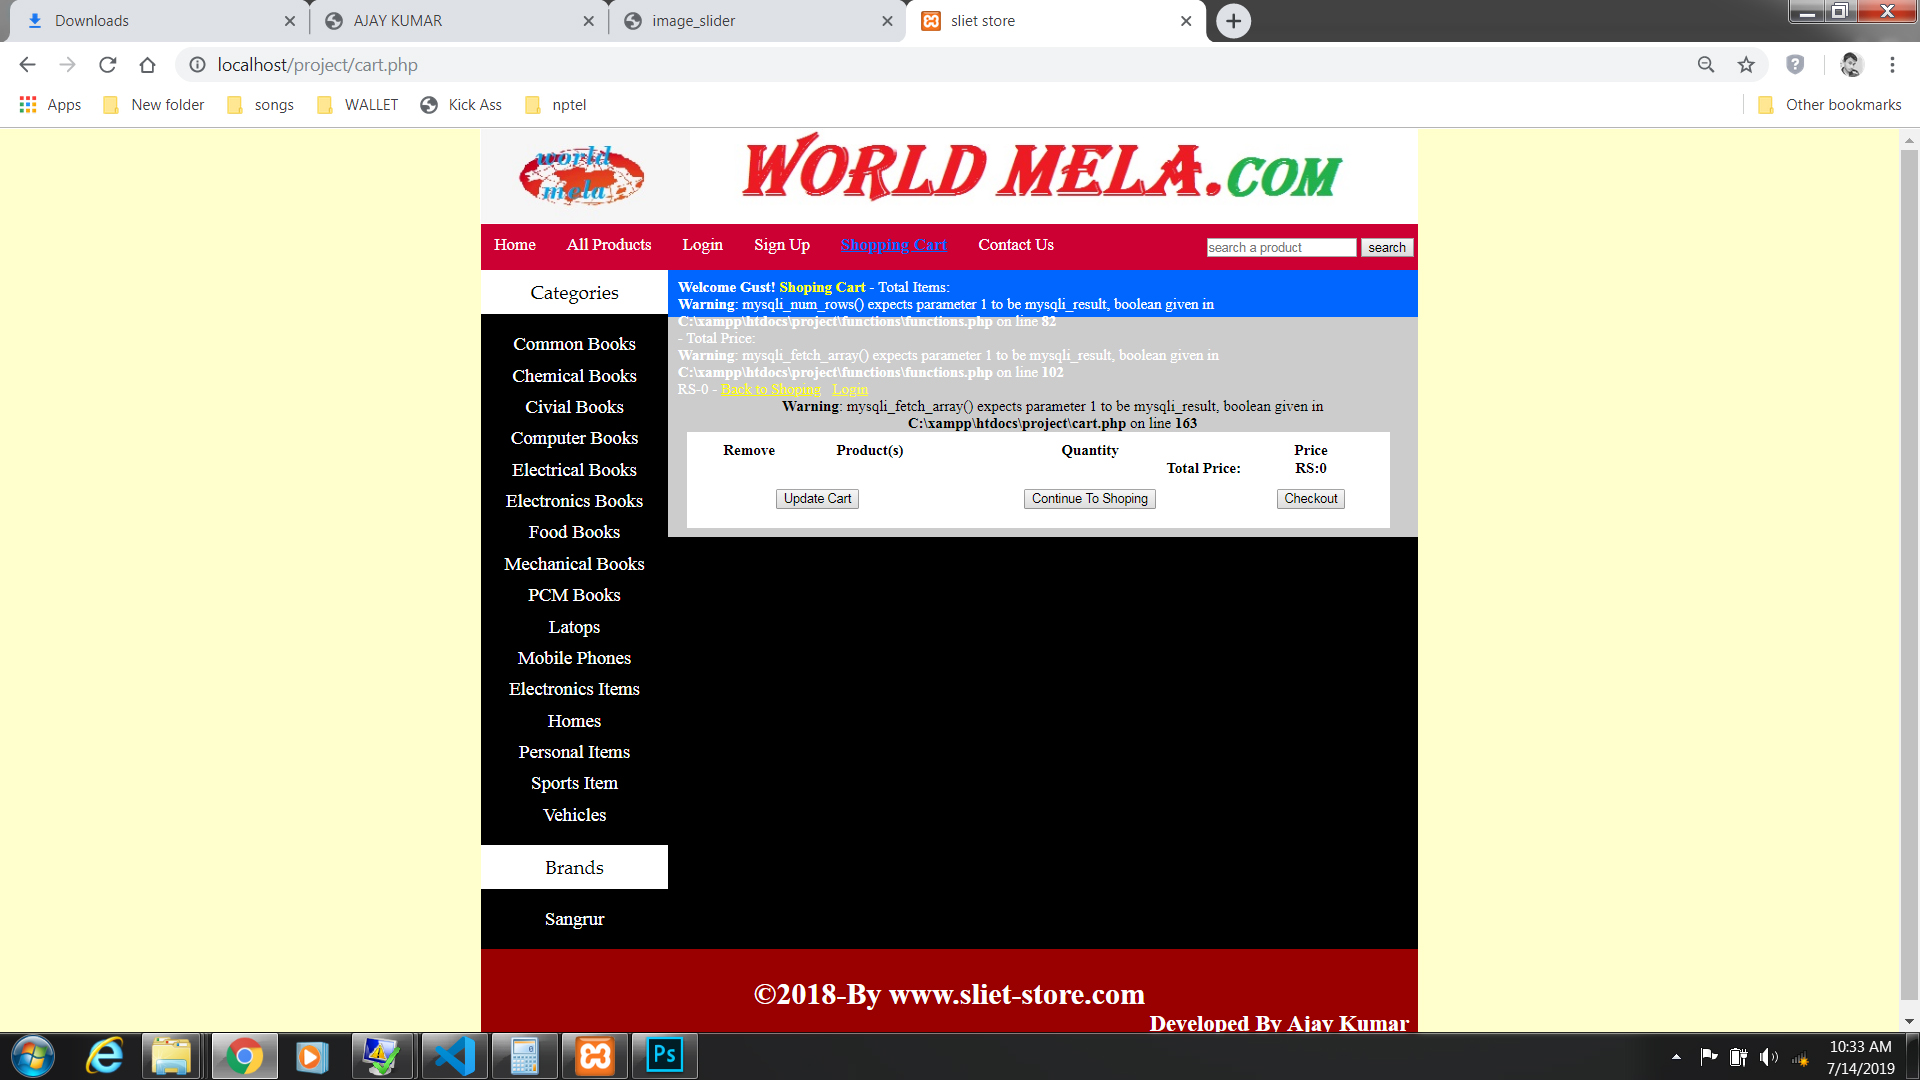 Downloads
AJAY KUMAR
image_slider
sliet store
localhost/project/cart.php
Apps
New folder
songs
WALLET
Kick Ass
nptel
Other bookmarks
world
mela
WORLD MELA.COM
Home
All Products
Login
Sign Up
Shopping Cart
Contact Us
search a product
search
Categories
Common Books
Chemical Books
Civial Books
Computer Books
Electrical Books
Electronics Books
Food Books
Mechanical Books
PCM Books
Latops
Mobile Phones
Electronics Items
Homes
Personal Items
Sports Item
Vehicles
Brands
Sangrur
Welcome Gust! Shoping Cart - Total Items:
Warning: mysqli_num_rows() expects parameter 1 to be mysqli_result, boolean given in
C:\xampp\htdocs\project\functions\functions.php on line 82
- Total Price:
Warning: mysqli_fetch_array() expects parameter 1 to be mysqli_result, boolean given in
C:\xampp\htdocs\project\functions\functions.php on line 102
RS-0 - Back to Shoping Login
Warning: mysqli_fetch_array() expects parameter 1 to be mysqli_result, boolean given in
C:\xampp\htdocs\project\cart.php on line 163
Remove Product(s) Quantity Price
Total Price: RS:0
Update Cart Continue To Shoping Checkout
©2018-By www.sliet-store.com
Developed By Ajay Kumar
Ps
10:33 AM
7/14/2019